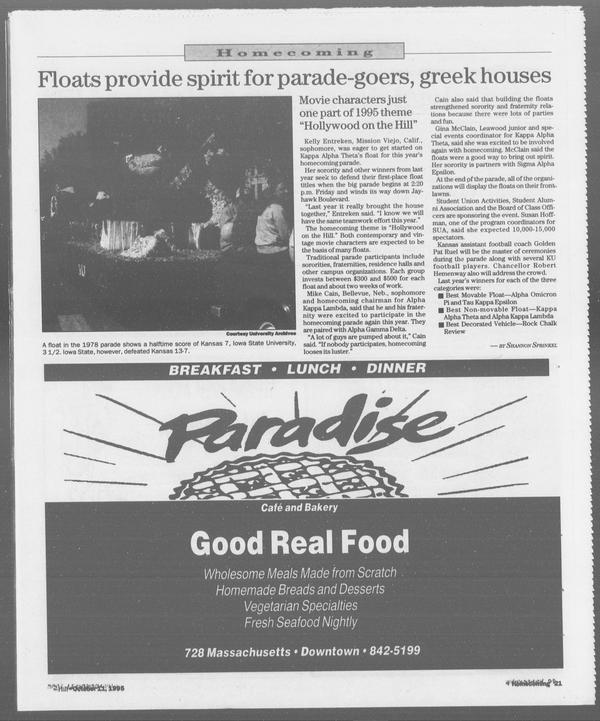 Homecoming
Floats provide spirit for parade-goers, greek houses
Courtesy University Archives
A float in the 1978 parade shows a halftime score of Kansas 7, Iowa State University,
3 1/2. Iowa State, however, defeated Kansas 13-7.
Movie characters just
one part of 1995 theme
“Hollywood on the Hill”
Kelly Entreken, Mission Viejo, Calif.,
sophomore, was eager to get started on
Kappa Alpha Theta's float for this year's
homecoming parade.
Her sorority and other winners from last
year seek to defend their first-place float
titles when the big parade begins at 2:20
p.m. Friday and winds its way down Jay-
hawk Boulevard.
“Last year it really brought the house
together,” Entreken said. “I know we will
have the same teamwork effort this year.”
The homecoming theme is “Hollywood
on the Hill.” Both contemporary and vin-
tage movie characters are expected to be
the basis of many floats.
Traditional parade participants include
sororities, fraternities, residence halls and
other campus organizations. Each group
invests between $300 and $500 for each
float and about two weeks of work.
Mike Cain, Bellevue, Neb., sophomore
and homecoming chairman for Alpha
Kappa Lambda, said that he and his frater-
nity were excited to participate in the
homecoming parade again this year. They
are paired with Alpha Gamma Delta.
“A lot of guys are pumped about it,” Cain
said. “If nobody participates, homecoming
looses its luster.”
Cain also said that building the floats
strengthened sorority and fraternity rela-
tions because there were lots of parties
and fun.
Gina McClain, Leawood junior and spe-
cial events coordinator for Kappa Alpha
Theta, said she was excited to be involved
again with homecoming. McClain said the
floats were a good way to bring out spirit.
Her sorority is partners with Sigma Alpha
Epsilon.
At the end of the parade, all of the organi-
zations will display the floats on their front
lawns.
Student Union Activities, Student Alum-
ni Association and the Board of Class Offi-
cers are sponsoring the event. Susan Hoff-
man, one of the program coordinators for
SUA, said she expected 10,000-15,000
spectators.
Kansas assistant football coach Golden
Pat Ruel will be the master of ceremonies
during the parade along with several KU
football players. Chancellor Robert
Hemenway also will address the crowd.
Last year's winners for each of the three
categories were:
■ Best Movable Float—Alpha Omicron
Pi and Tau Kappa Epsilon
■ Best Non-movable Float—Kappa
Alpha Theta and Alpha Kappa Lambda
■ Best Decorated Vehicle—Rock Chalk
Review
— BY SHANNON SPRINKEL
BREAKFAST • LUNCH • DINNER
Paradise
Café and Bakery
Good Real Food
Wholesome Meals Made from Scratch
Homemade Breads and Desserts
Vegetarian Specialties
Fresh Seafood Nightly
728 Massachusetts • Downtown • 842-5199
October 11, 1995
Homecoming 21